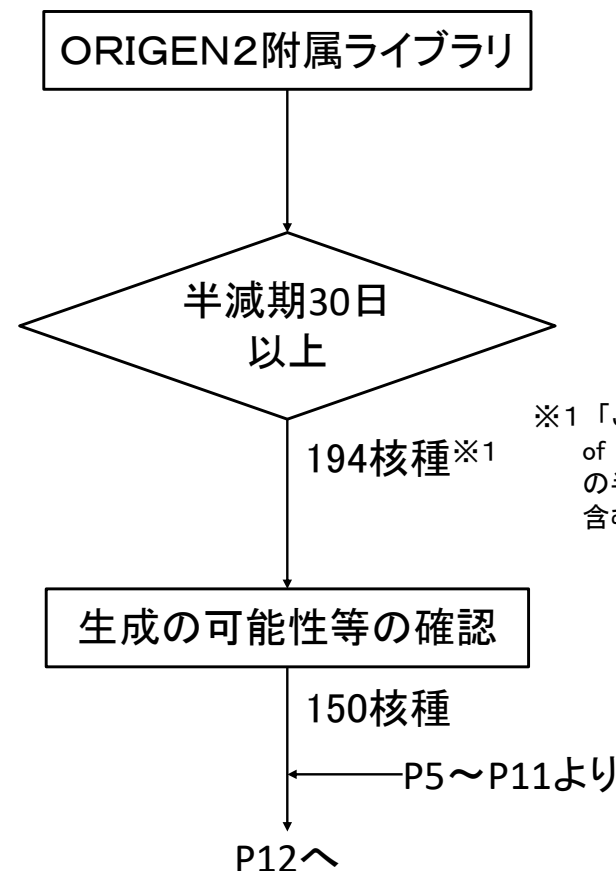 ORIGEN2附属ライブラリ
半減期30日
以上
194核種※1
※1 「
of
の
含
生成の可能性等の確認
150核種
P5～P11より
P12へ